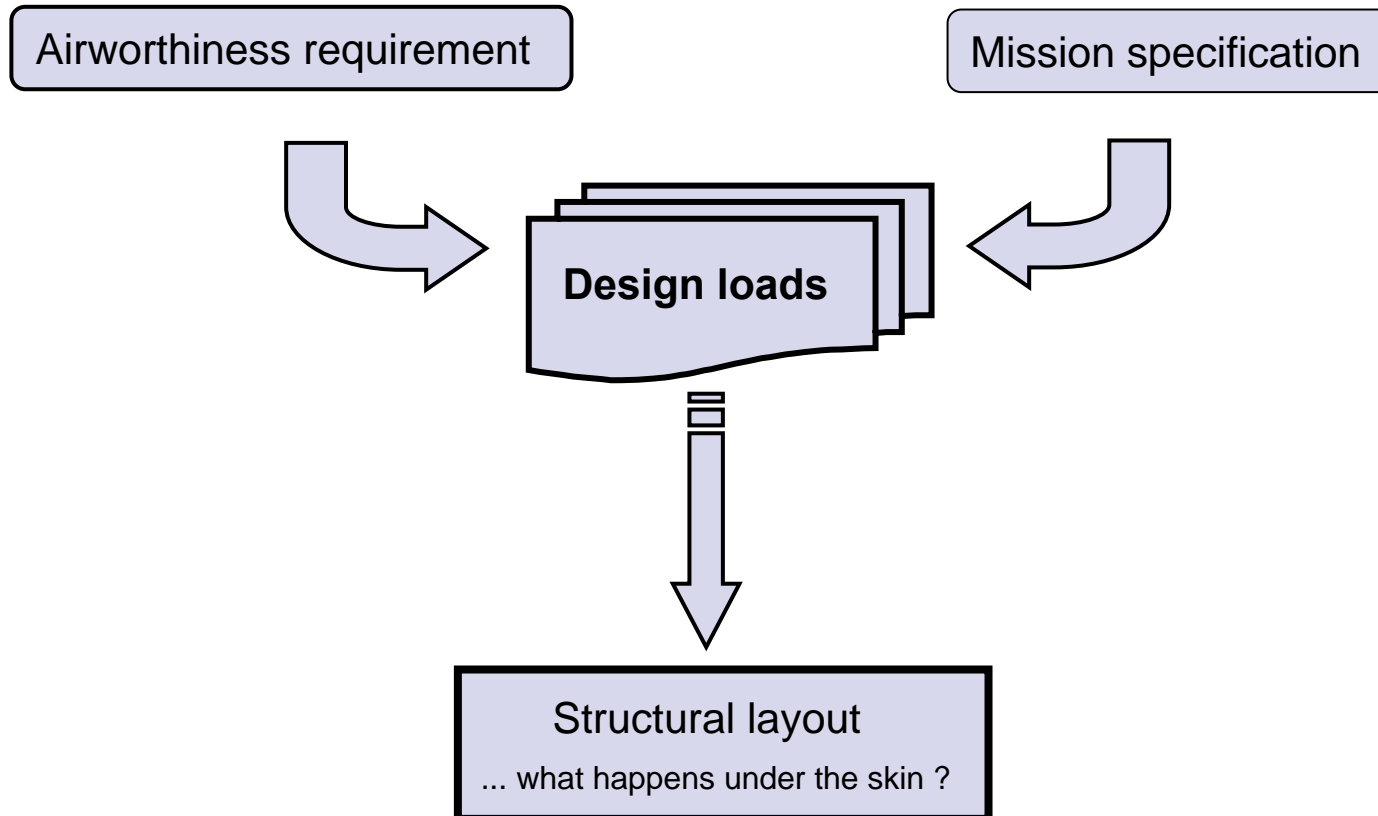 Airworthiness requirement
Mission specification
Design loads
Structural layout
... what happens under the skin ?